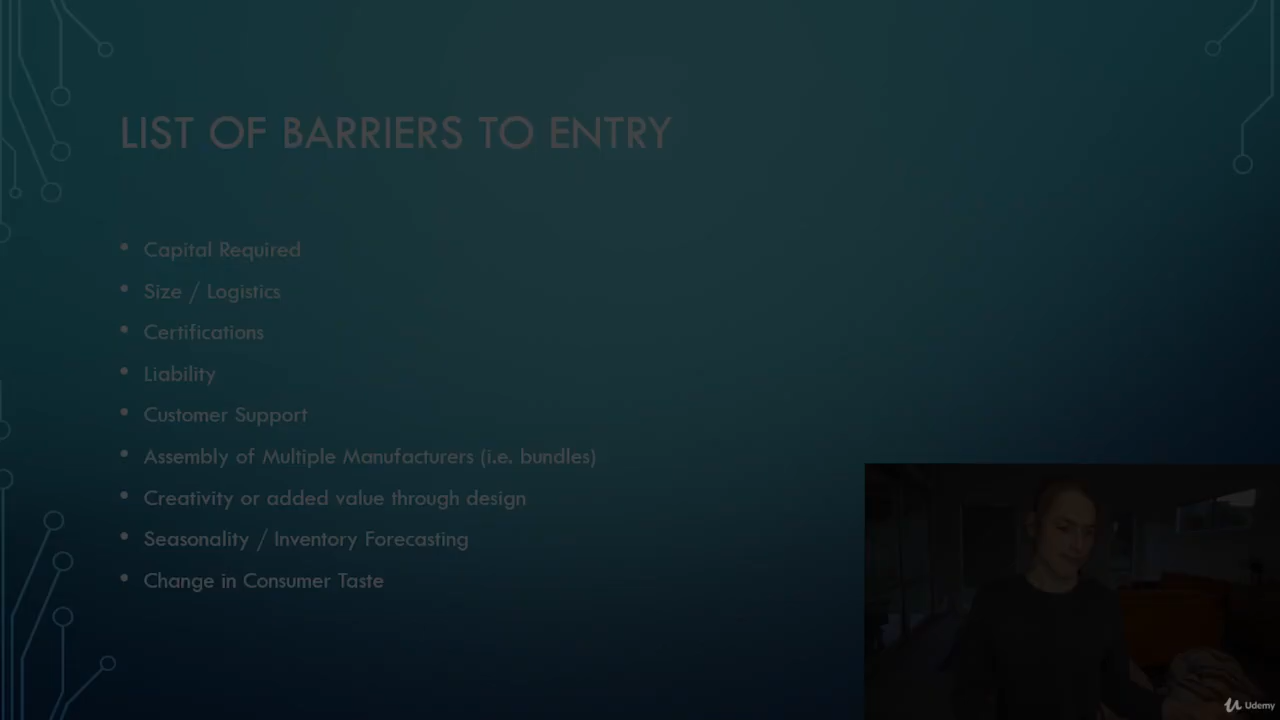 LIST OF BARRIERS TO ENTRY
• Capital Required
• Size / Logistics
• Certifications
• Liability
• Customer Support
• Assembly of Multiple Manufacturers (i.e. bundles)
• Creativity or added value through design
• Seasonality / Inventory Forecasting
• Change in Consumer Taste
Udemy